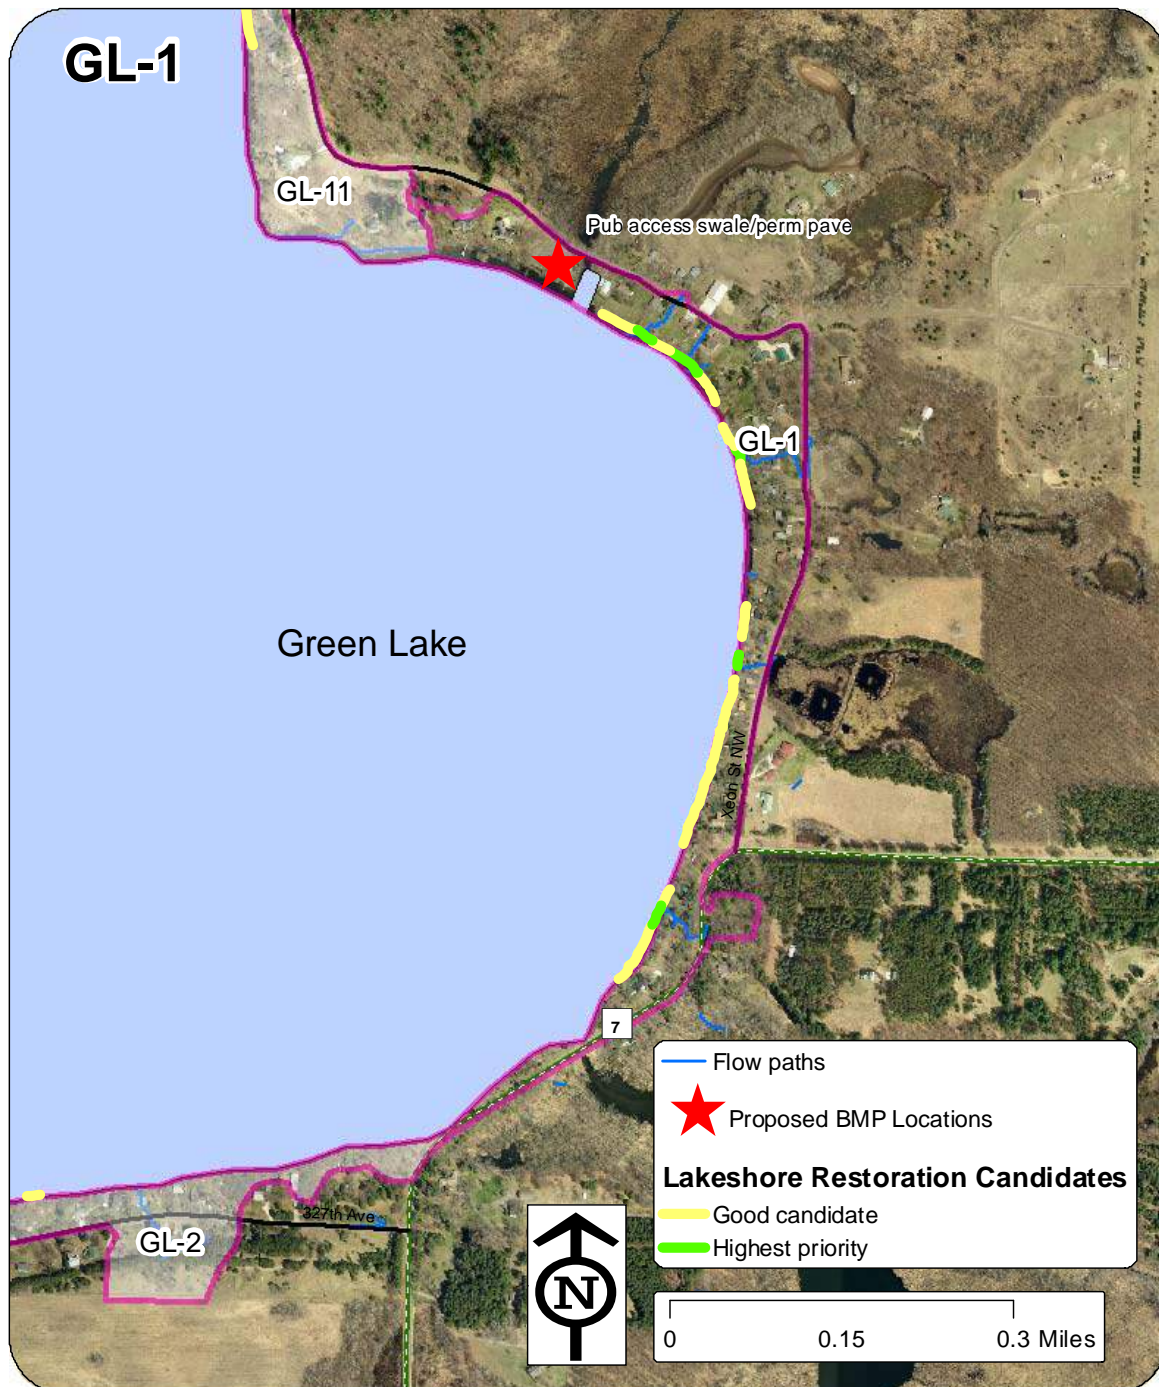 GL-1
GL-11
Pub access swale/perm pave
GL-1
Green Lake
Xeon St NW
7
Flow paths
Proposed BMP Locations
Lakeshore Restoration Candidates
Good candidate
Highest priority
327th Ave
GL-2
N
0 0.15 0.3 Miles